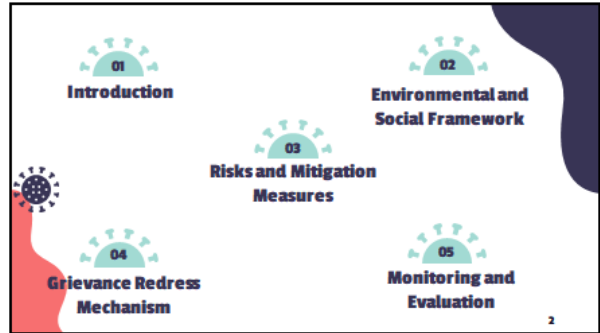 01
Introduction
02
Environmental and
Social Framework
03
Risks and Mitigation
Measures
04
Grievance Redress
Mechanism
05
Monitoring and
Evaluation
2